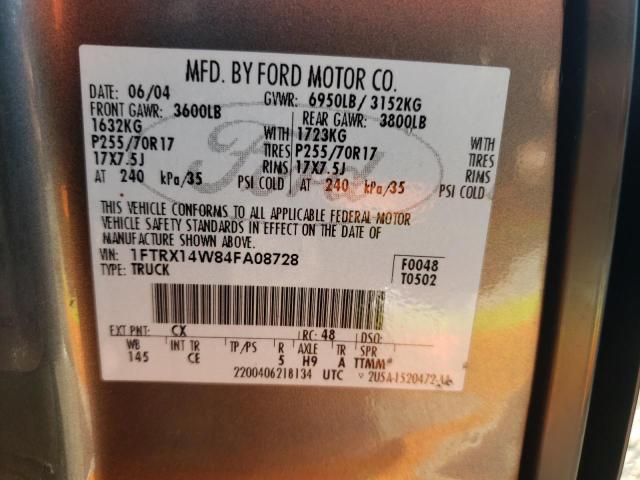 MFD. BY FORD MOTOR CO.
DATE: 06/04 GVWR: 6950LB/ 3152KG
FRONT GAWR: 3600LB REAR GAWR: 3800LB
1632KG WITH 1723KG WITH
P255/70R17 TIRES P255/70R17 TIRES
17X7.5J RIMS 17X7.5J RIMS
AT 240 kPa/35 PSI COLD AT 240 kPa/35 PSI COLD
Ford
THIS VEHICLE CONFORMS TO ALL APPLICABLE FEDERAL MOTOR
VEHICLE SAFETY STANDARDS IN EFFECT ON THE DATE OF
MANUFACTURE SHOWN ABOVE.
VIN: 1FTRX14W84FA08728 F0048
TYPE: TRUCK T0502
EXT PNT: CX RC: 48 DSO:
WB INT TR TP/PS R AXLE TR SPR
145 CE 5 H9 A TTMM
2200406218134 UTC